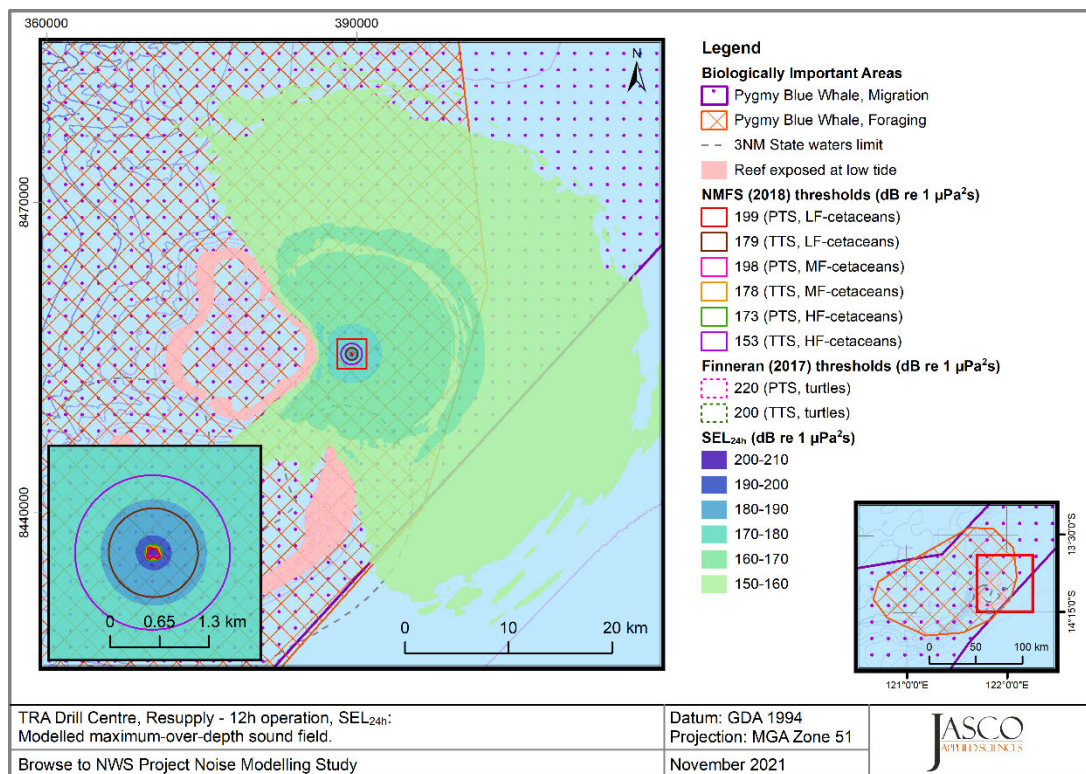 360000
390000
8470000
8440000
N
0 10 20 km
0 0.65 1.3 km
Legend
Biologically Important Areas
Pygmy Blue Whale, Migration
Pygmy Blue Whale, Foraging
3NM State waters limit
Reef exposed at low tide
NMFS (2018) thresholds (dB re 1 µPa²s)
199 (PTS, LF-cetaceans)
179 (TTS, LF-cetaceans)
198 (PTS, MF-cetaceans)
178 (TTS, MF-cetaceans)
173 (PTS, HF-cetaceans)
153 (TTS, HF-cetaceans)
Finneran (2017) thresholds (dB re 1 µPa²s)
220 (PTS, turtles)
200 (TTS, turtles)
SEL24h (dB re 1 µPa²s)
200-210
190-200
180-190
170-180
160-170
150-160
13°30'0"S
14°15'0"S
0 50 100 km
121°0'0"E
122°0'0"E
TRA Drill Centre, Resupply - 12h operation, SEL24h:
Modelled maximum-over-depth sound field.
Browse to NWS Project Noise Modelling Study
Datum: GDA 1994
Projection: MGA Zone 51
November 2021
JASCO
APPLIED SCIENCES